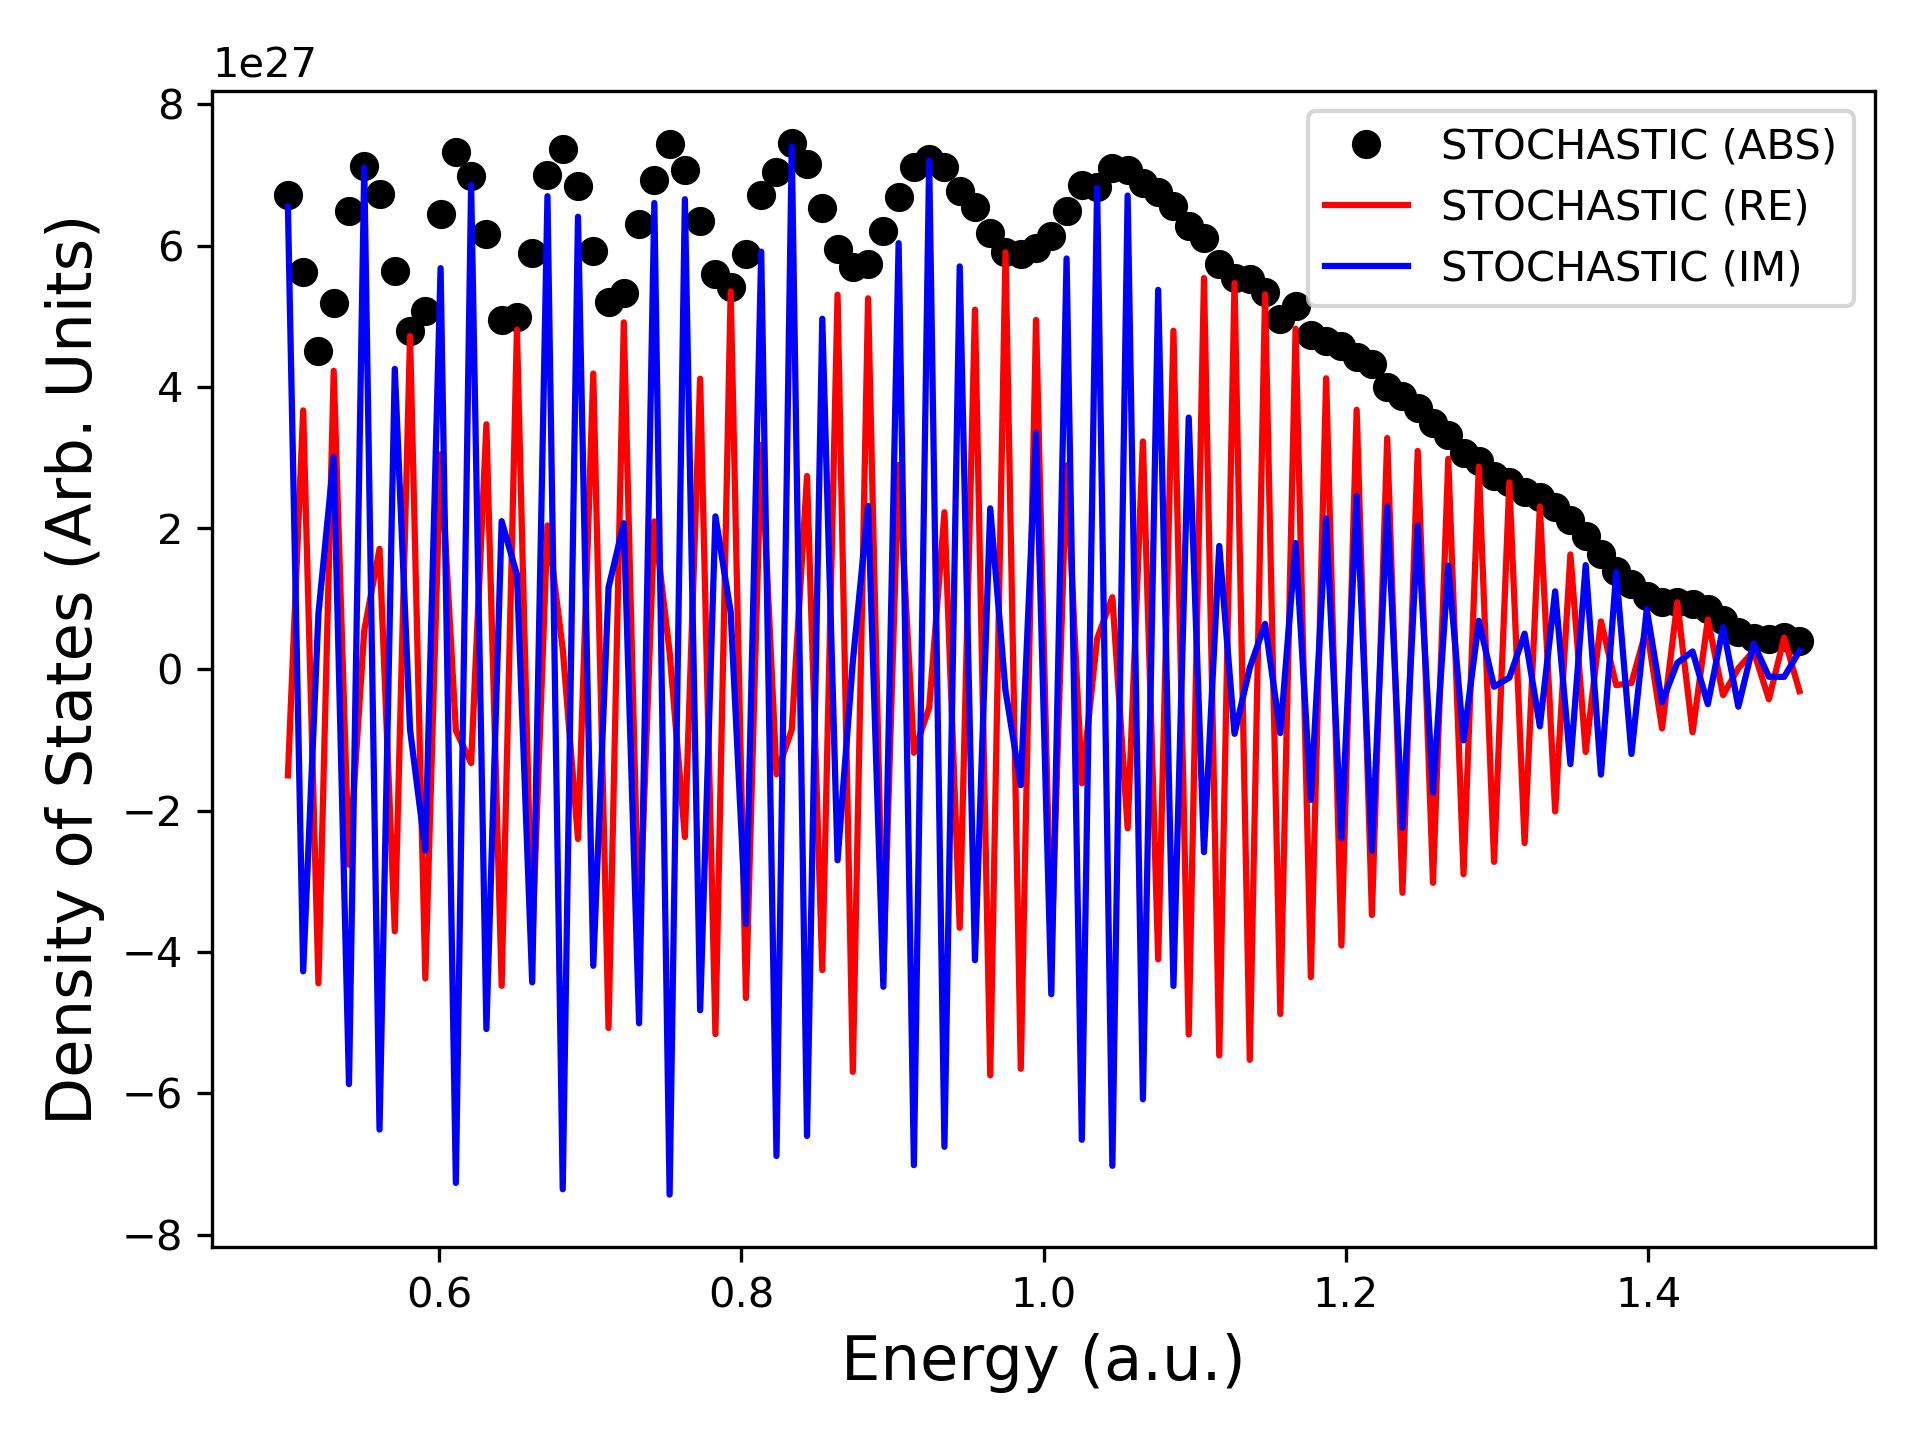 1e27
8
6
4
2
0
−2
−4
−6
−8
Density of States (Arb. Units)
STOCHASTIC (ABS)
STOCHASTIC (RE)
STOCHASTIC (IM)
0.6 0.8 1.0 1.2 1.4
Energy (a.u.)